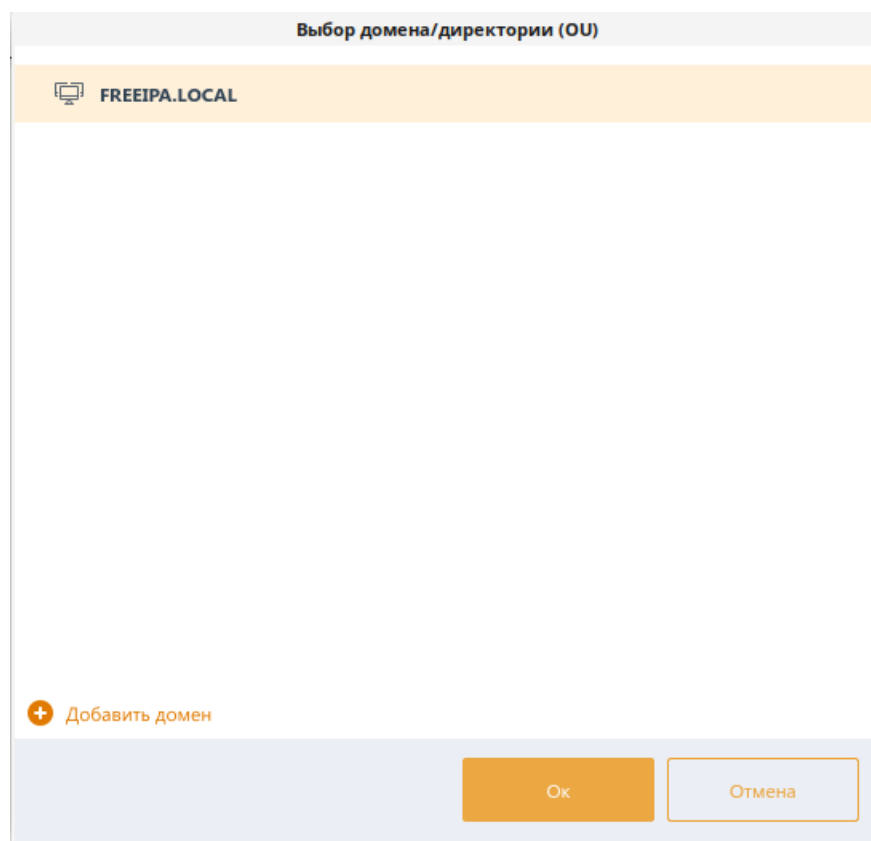 Выбор домена/директории (OU)
FREEIPA.LOCAL
Добавить домен
Ок
Отмена